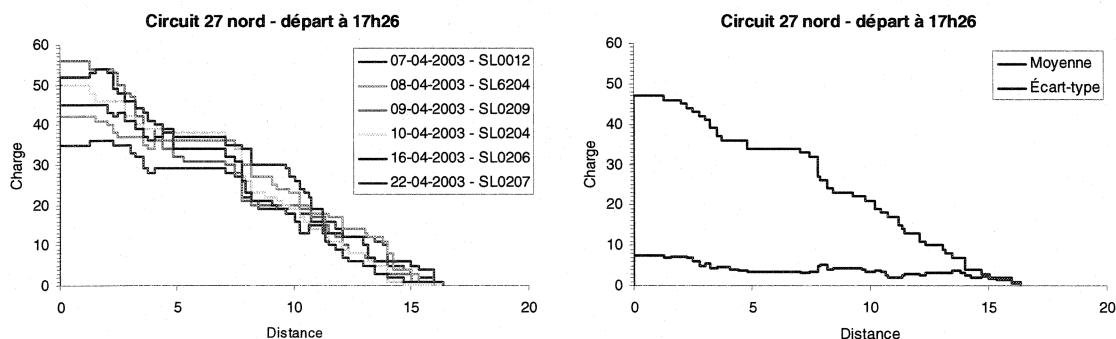 Circuit 27 nord - départ à 17h26
60
50
40
30
20
10
0
Charge
07-04-2003 - SL0012
08-04-2003 - SL6204
09-04-2003 - SL0209
10-04-2003 - SL0204
16-04-2003 - SL0206
22-04-2003 - SL0207
0 5 10 15 20
Distance
Circuit 27 nord - départ à 17h26
60
50
40
30
20
10
0
Charge
Moyenne
Écart-type
0 5 10 15 20
Distance